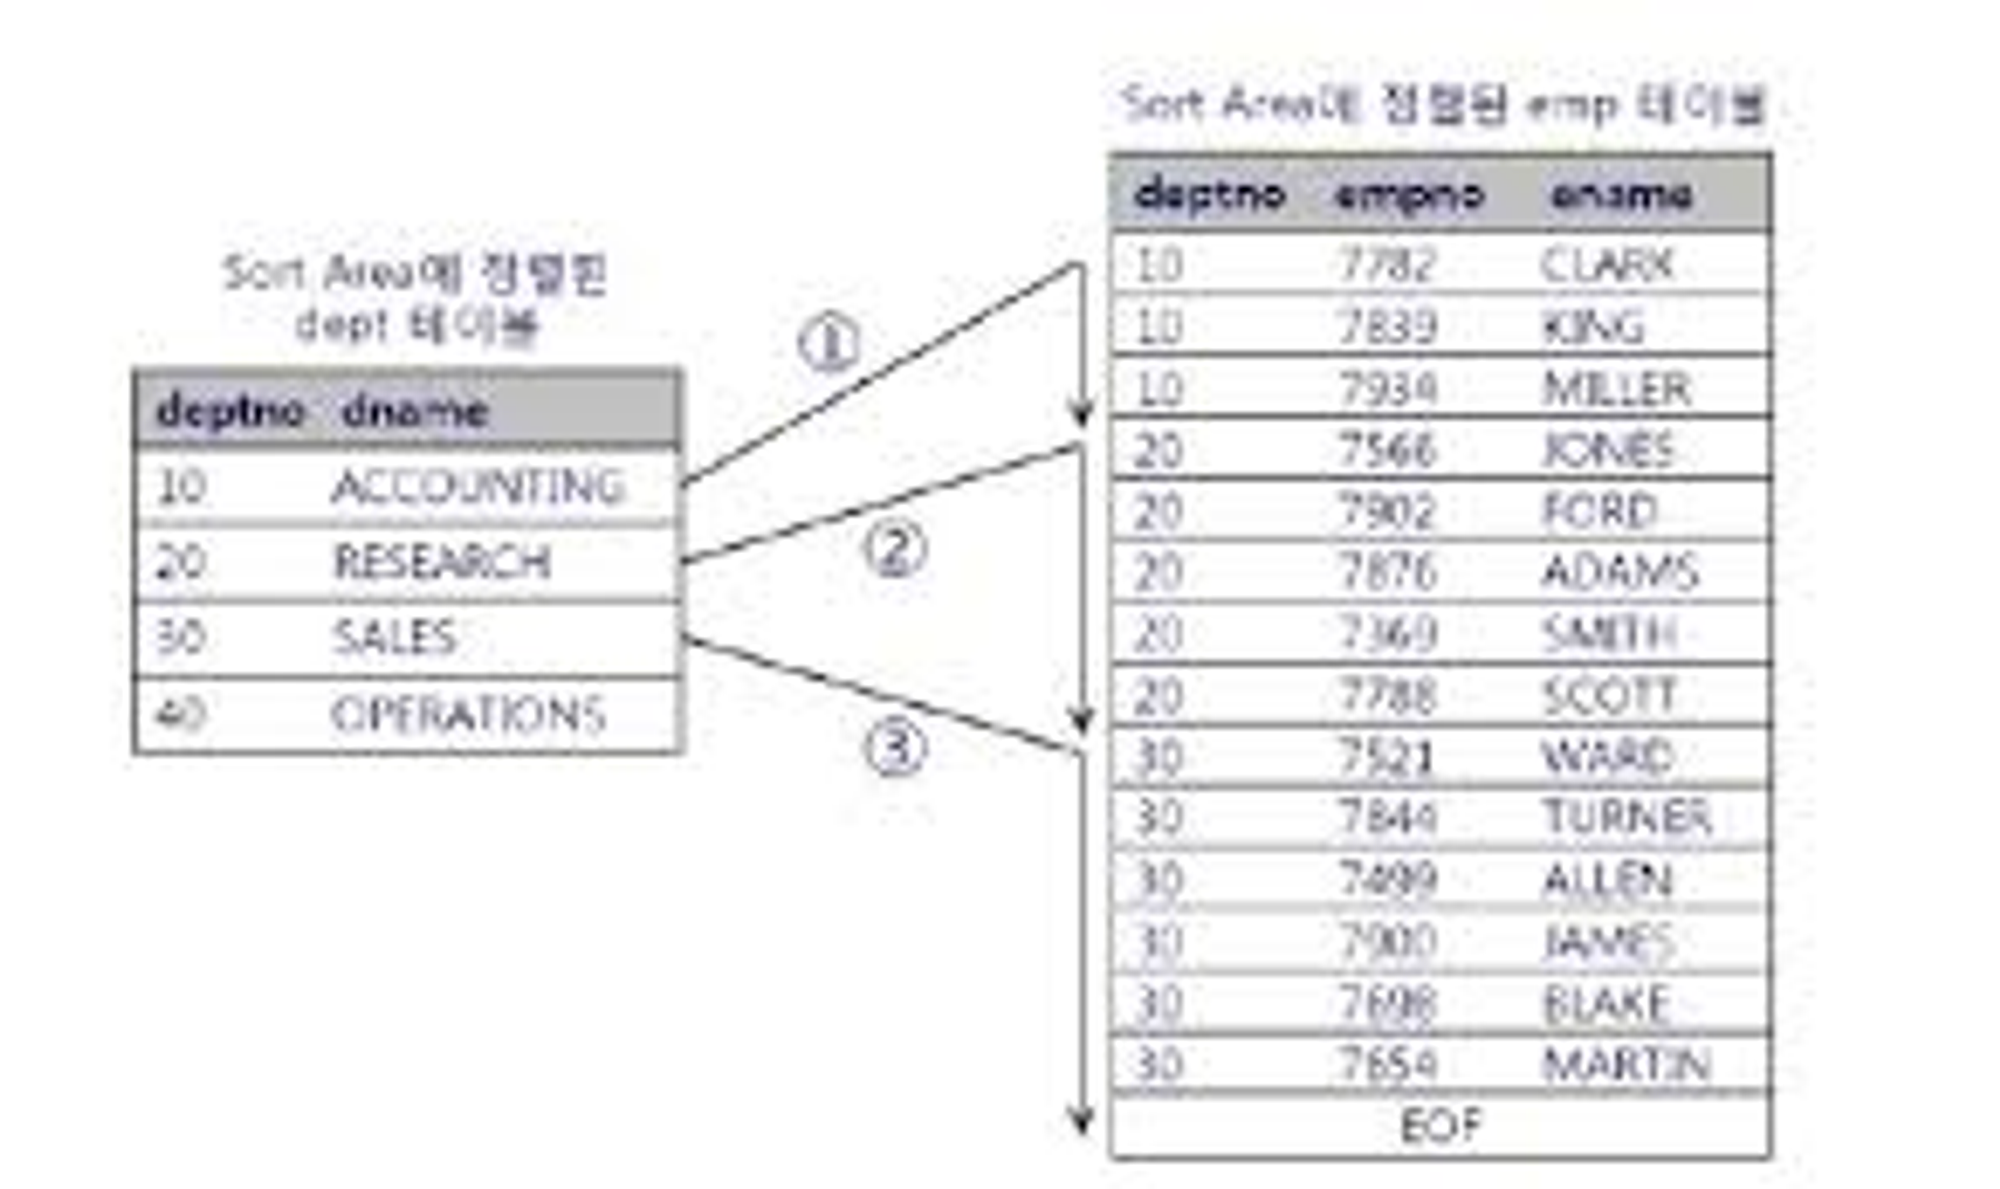 Sort Area에 정렬된 emp 테이블
deptno empno ename
10 7782 CLARK
10 7839 KING
10 7934 MILLER
20 7566 JONES
20 7902 FORD
20 7876 ADAMS
20 7369 SMITH
20 7788 SCOTT
30 7521 WARD
30 7844 TURNER
30 7499 ALLEN
30 7900 JAMES
30 7698 BLAKE
30 7654 MARTIN
EOF
Sort Area에 정렬된
dept 테이블
deptno dname
10 ACCOUNTING
20 RESEARCH
30 SALES
40 OPERATIONS
①
②
③